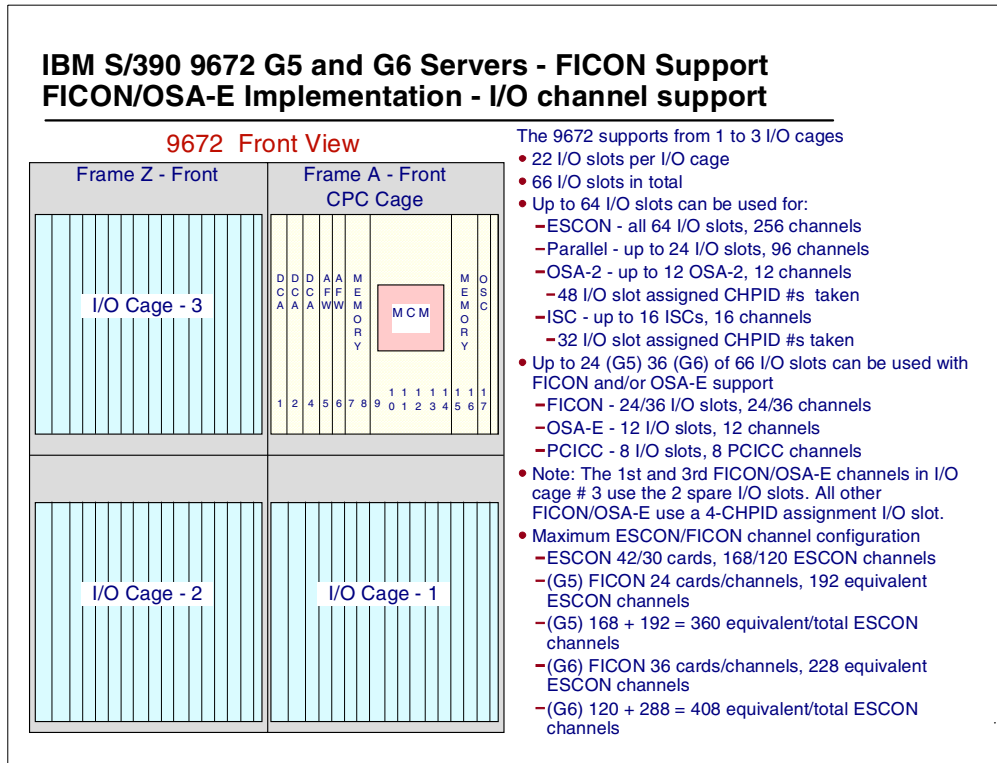 IBM S/390 9672 G5 and G6 Servers - FICON Support
FICON/OSA-E Implementation - I/O channel support
9672 Front View
Frame Z - Front
Frame A - Front
CPC Cage
I/O Cage - 3
DCA
DCA
DCA
AFW
AFW
MEMORY
MCM
MEMORY
OSC
1 2 4 5 6 7 8 9 10 11 12 13 14 15 16 17
I/O Cage - 2
I/O Cage - 1
The 9672 supports from 1 to 3 I/O cages
• 22 I/O slots per I/O cage
• 66 I/O slots in total
• Up to 64 I/O slots can be used for:
–ESCON - all 64 I/O slots, 256 channels
–Parallel - up to 24 I/O slots, 96 channels
–OSA-2 - up to 12 OSA-2, 12 channels
–48 I/O slot assigned CHPID #s taken
–ISC - up to 16 ISCs, 16 channels
–32 I/O slot assigned CHPID #s taken
• Up to 24 (G5) 36 (G6) of 66 I/O slots can be used with
FICON and/or OSA-E support
–FICON - 24/36 I/O slots, 24/36 channels
–OSA-E - 12 I/O slots, 12 channels
–PCICC - 8 I/O slots, 8 PCICC channels
• Note: The 1st and 3rd FICON/OSA-E channels in I/O
cage # 3 use the 2 spare I/O slots. All other
FICON/OSA-E use a 4-CHPID assignment I/O slot.
• Maximum ESCON/FICON channel configuration
–ESCON 42/30 cards, 168/120 ESCON channels
–(G5) FICON 24 cards/channels, 192 equivalent
ESCON channels
–(G5) 168 + 192 = 360 equivalent/total ESCON
channels
–(G6) FICON 36 cards/channels, 228 equivalent
ESCON channels
–(G6) 120 + 288 = 408 equivalent/total ESCON
channels